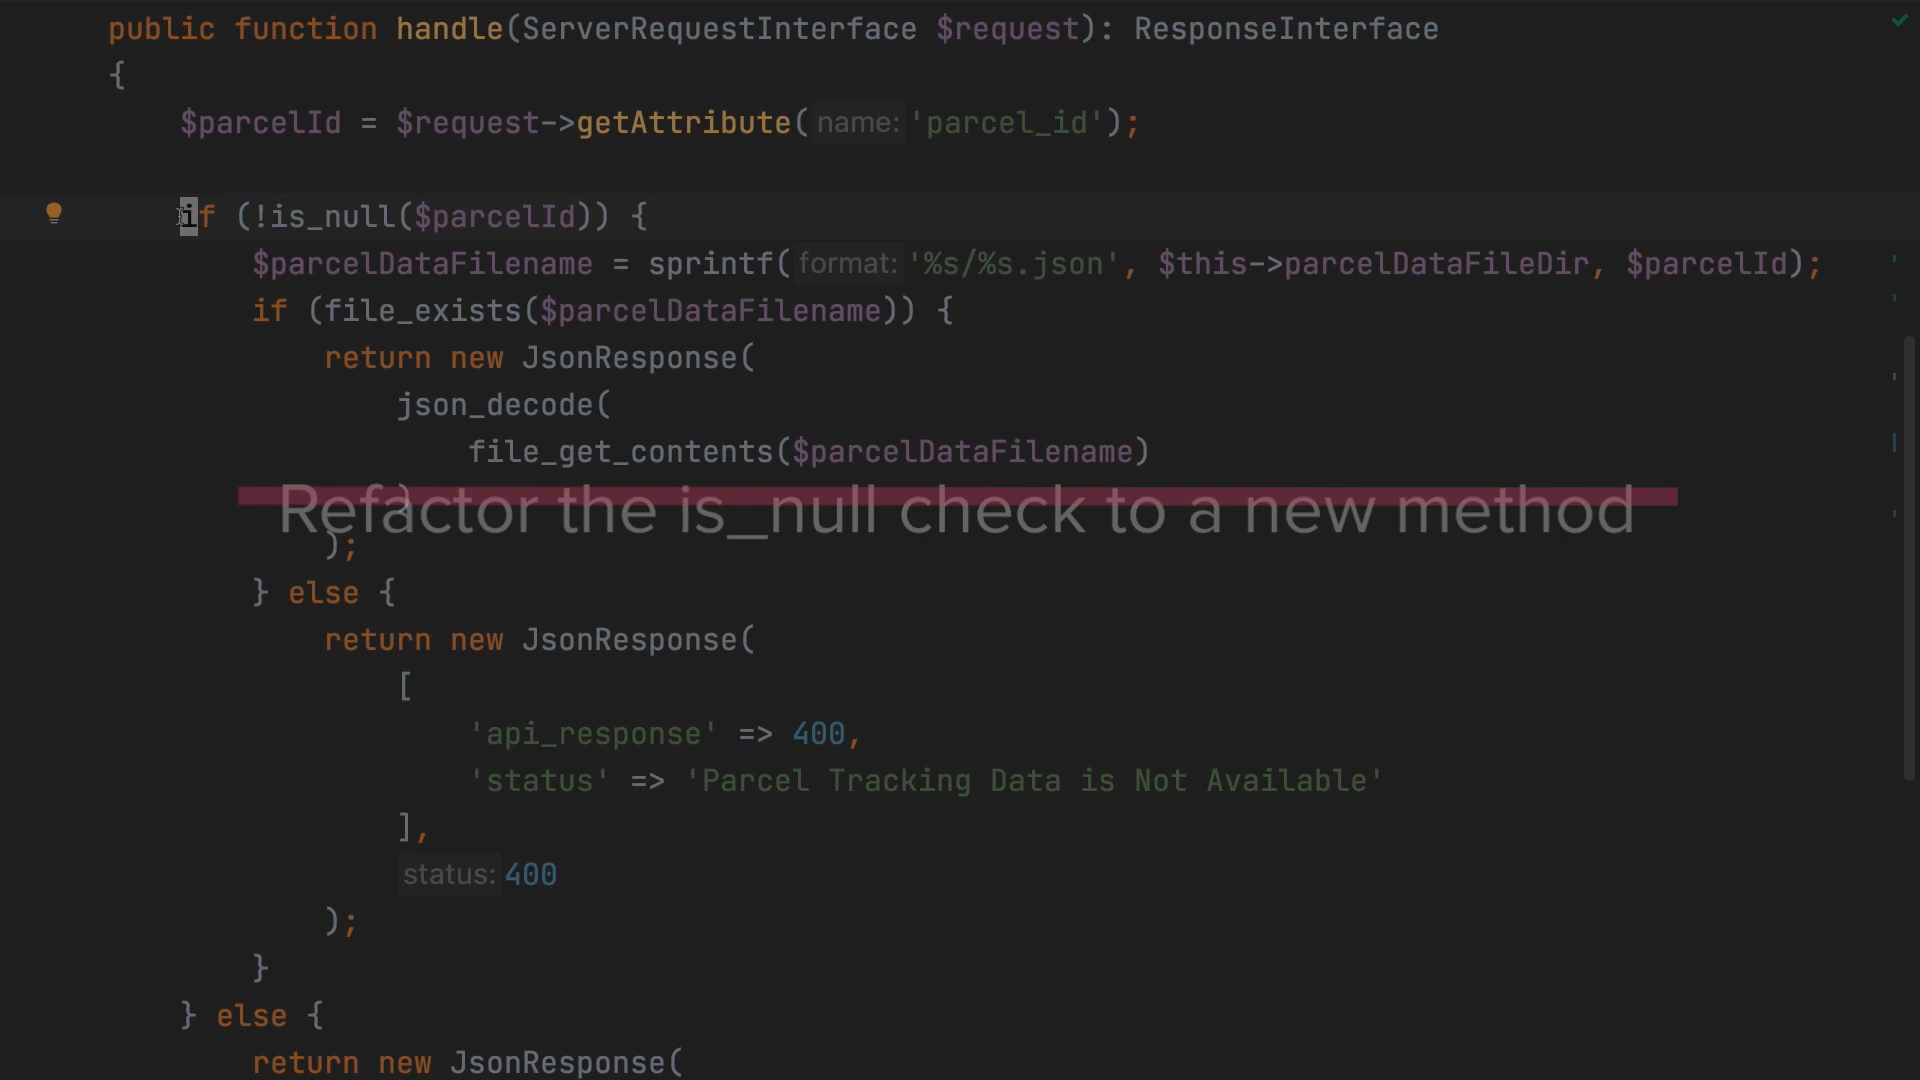 public function handle(ServerRequestInterface $request): ResponseInterface
{
$parcelId = $request->getAttribute( name: 'parcel_id');
if (!is_null($parcelId)) {
$parcelDataFilename = sprintf( format: '%s/%s.json', $this->parcelDataFileDir, $parcelId);
if (file_exists($parcelDataFilename)) {
return new JsonResponse(
json_decode(
file_get_contents($parcelDataFilename)
)
Refactor the is_null check to a new method
);
} else {
return new JsonResponse(
[
'api_response' => 400,
'status' => 'Parcel Tracking Data is Not Available'
],
status: 400
);
}
} else {
return new JsonResponse(